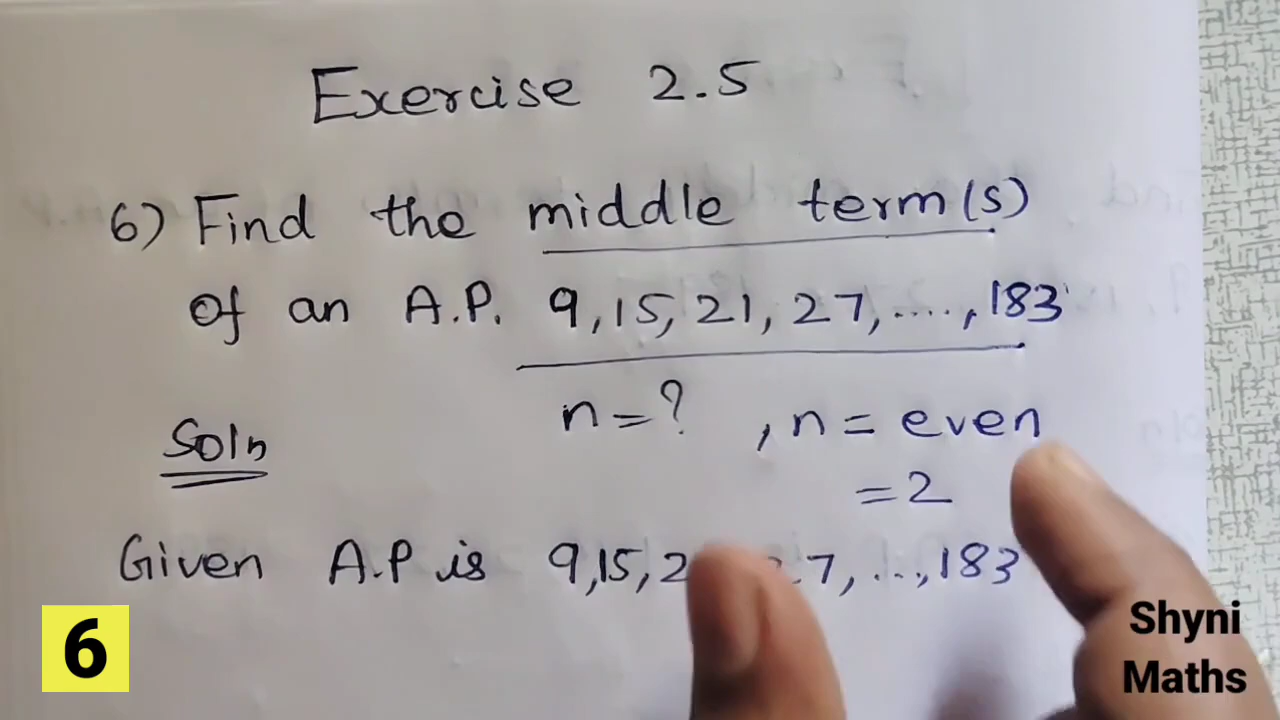 Exercise 2.5
6) Find the middle term(s)
of an A.P. 9, 15, 21, 27, ...., 183
n = ? , n = even
= 2
Soln
Given A.P is 9, 15, 2 7, ..., 183
6
Shyni
Maths